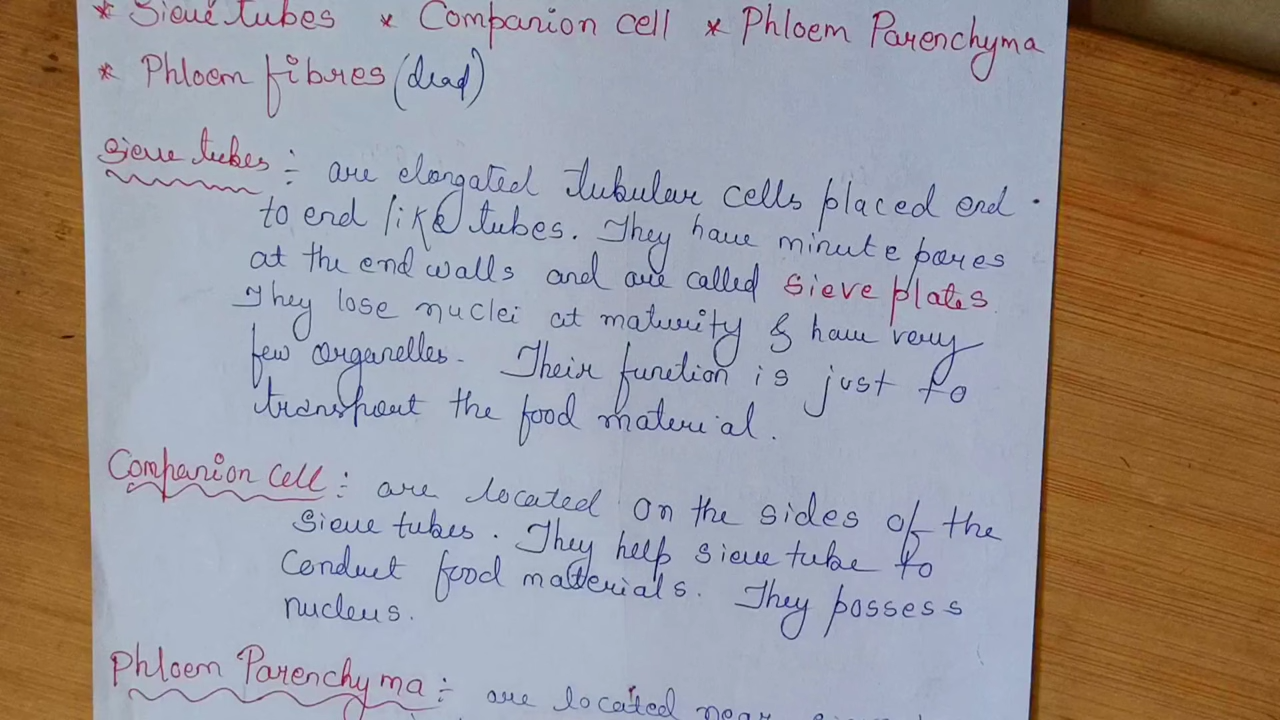 * Sieve tubes * Companion cell * Phloem Parenchyma
* Phloem fibres (dead)
Sieve tubes :- are elongated tubular cells placed end
to end like tubes. They have minute pores
at the end walls and are called sieve plates.
They lose nuclei at maturity & have very
few organelles. Their function is just to
transport the food material.
Companion Cell : are located on the sides of the
Sieve tubes. They help sieve tube to
Conduct food materials. They possess
nucleus.
Phloem Parenchyma :- are located near